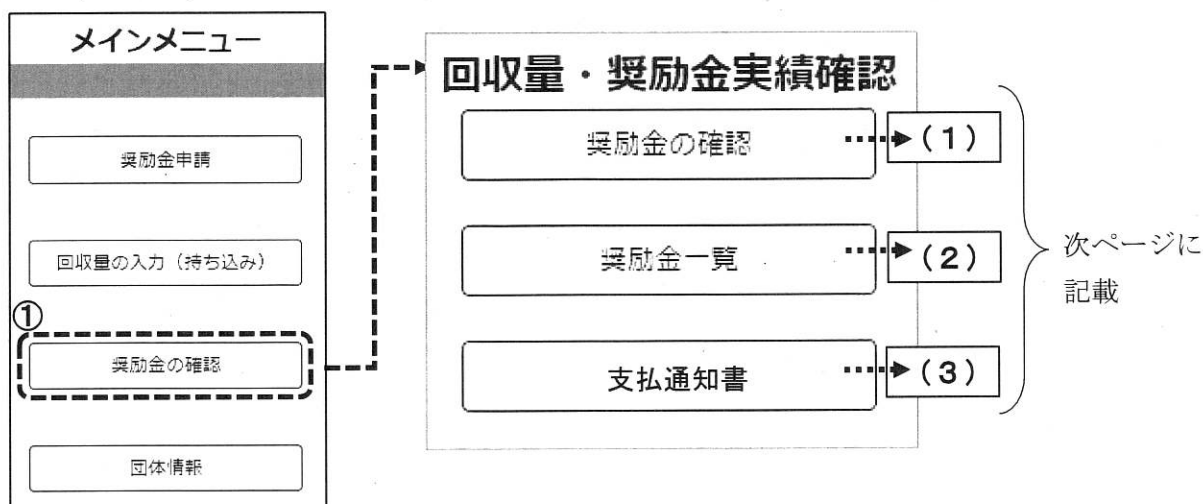 メインメニュー
奨励金申請
回収量の入力（持ち込み）
①
奨励金の確認
団体情報
回収量・奨励金実績確認
奨励金の確認
（１）
奨励金一覧
（２）
支払通知書
（３）
次ページに
記載